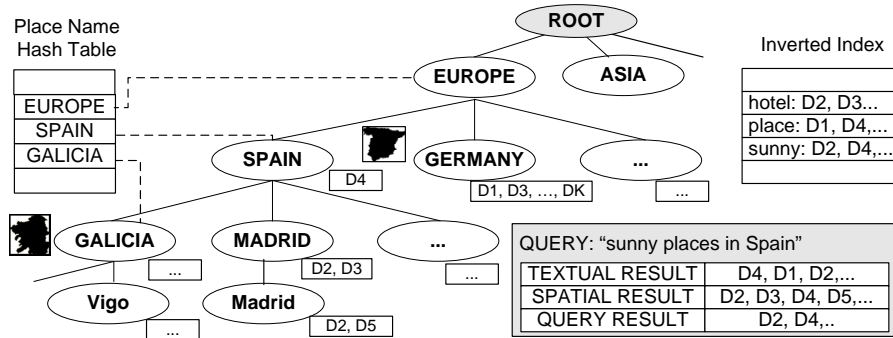 ROOT
Place Name
Hash Table
Inverted Index
EUROPE
ASIA
EUROPE
SPAIN
GALICIA
hotel: D2, D3...
place: D1, D4,...
sunny: D2, D4,...
SPAIN
D4
GERMANY
D1, D3, ..., DK
...
...
GALICIA
...
MADRID
D2, D3
...
...
Vigo
...
Madrid
D2, D5
QUERY: “sunny places in Spain”
TEXTUAL RESULT D4, D1, D2,...
SPATIAL RESULT D2, D3, D4, D5,...
QUERY RESULT D2, D4,..